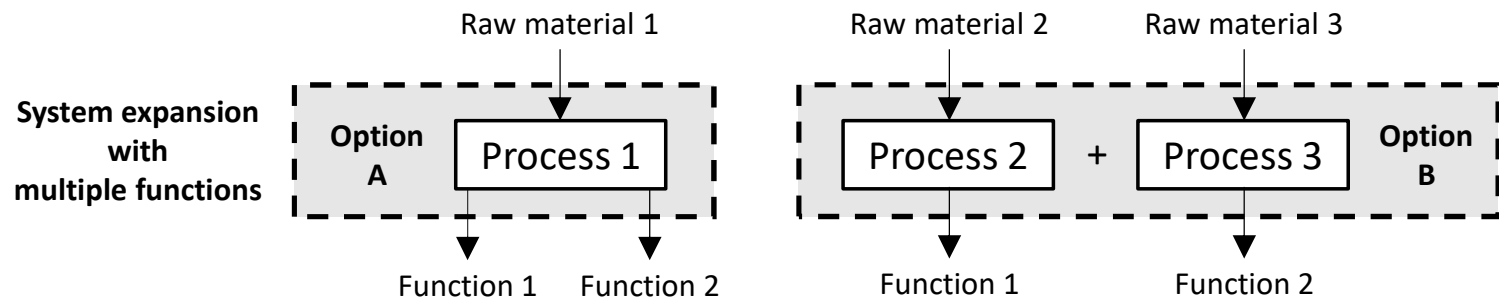 System expansion
with
multiple functions
Raw material 1
Option
A
Process 1
Function 1
Function 2
Raw material 2
Raw material 3
Process 2
+
Process 3
Option
B
Function 1
Function 2